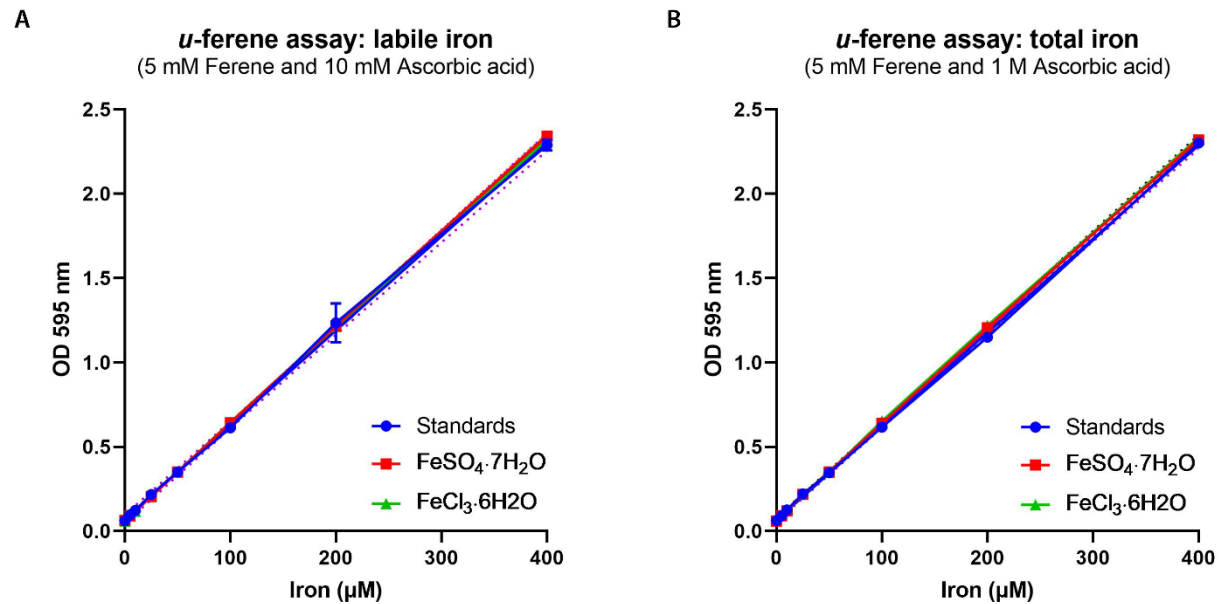 A
u-ferene assay: labile iron
(5 mM Ferene and 10 mM Ascorbic acid)
2.5
2.0
1.5
1.0
0.5
0.0
OD 595 nm
0 100 200 300 400
Iron (µM)
Standards
FeSO₄·7H₂O
FeCl₃·6H2O
B
u-ferene assay: total iron
(5 mM Ferene and 1 M Ascorbic acid)
2.5
2.0
1.5
1.0
0.5
0.0
OD 595 nm
0 100 200 300 400
Iron (µM)
Standards
FeSO₄·7H₂O
FeCl₃·6H2O